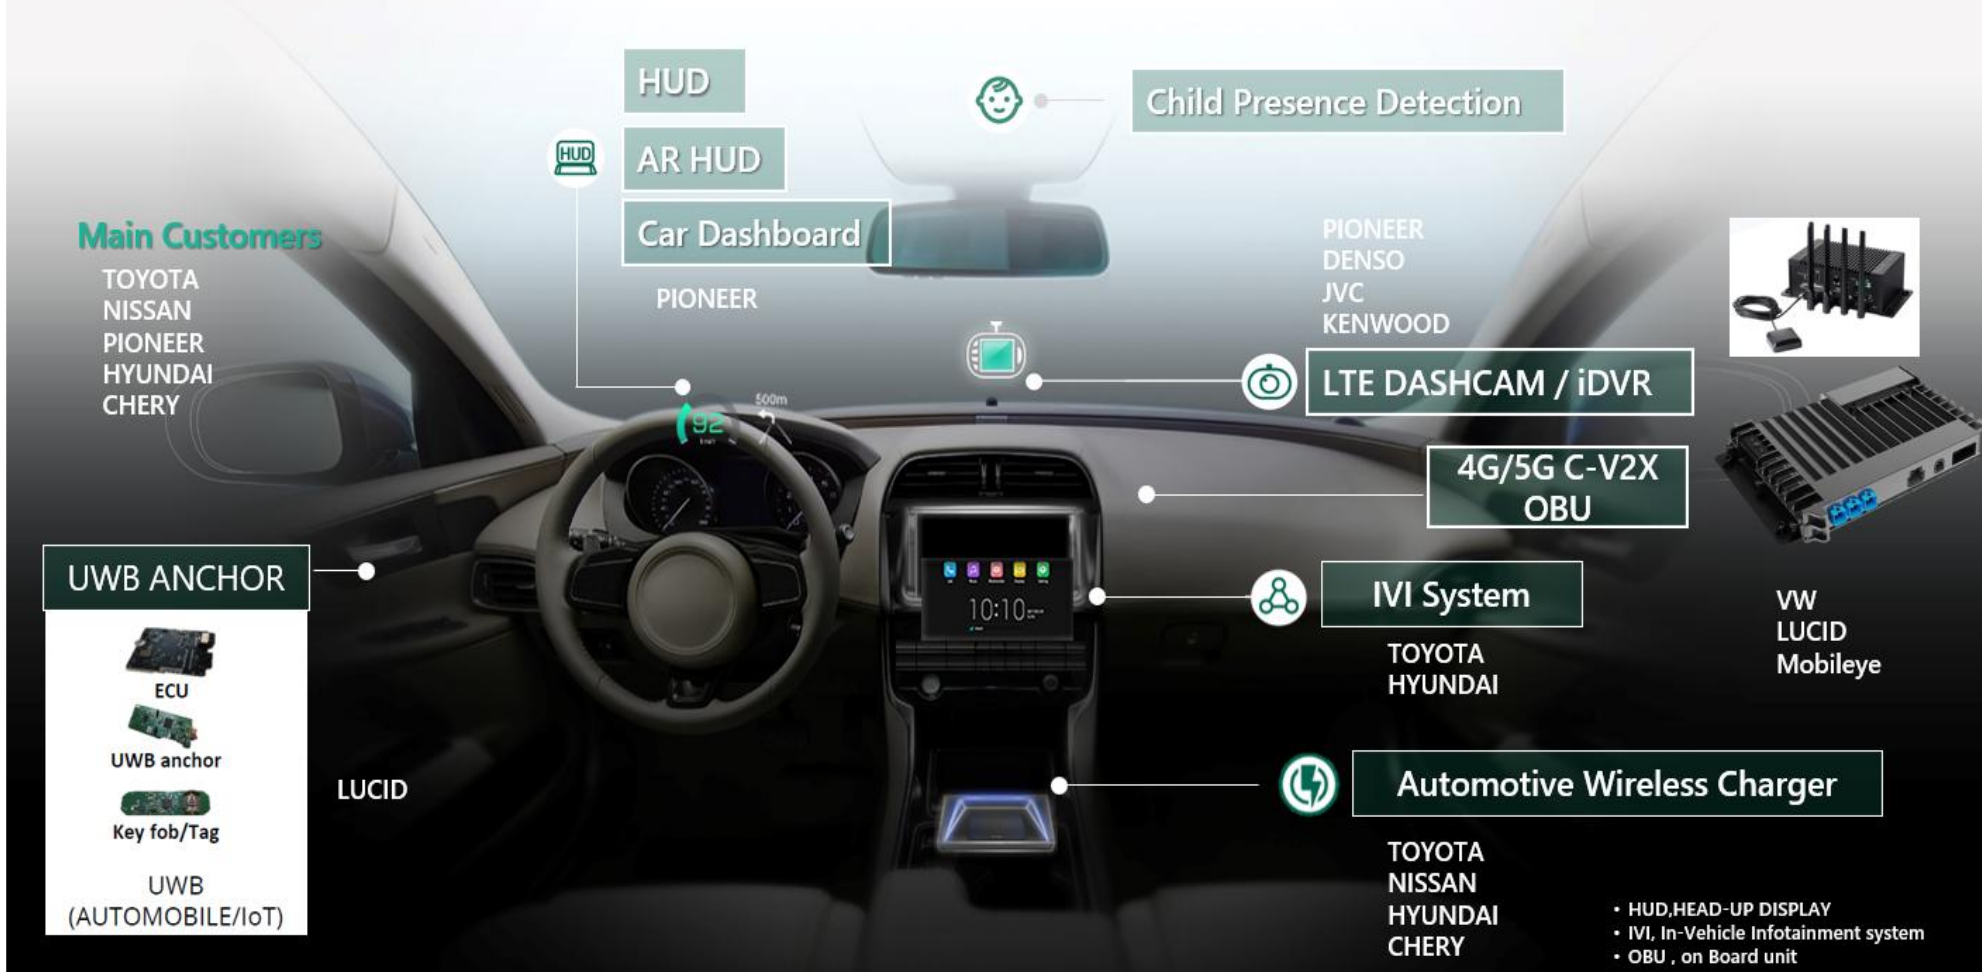 HUD
HUD
AR HUD
Car Dashboard
PIONEER
Child Presence Detection
Main Customers
TOYOTA
NISSAN
PIONEER
HYUNDAI
CHERY
PIONEER
DENSO
JVC
KENWOOD
LTE DASHCAM / iDVR
500m
92
4G/5G C-V2X
OBU
UWB ANCHOR
ECU
UWB anchor
Key fob/Tag
UWB
(AUTOMOBILE/IoT)
LUCID
10:10
IVI System
TOYOTA
HYUNDAI
VW
LUCID
Mobileye
Automotive Wireless Charger
TOYOTA
NISSAN
HYUNDAI
CHERY
• HUD,HEAD-UP DISPLAY
• IVI, In-Vehicle Infotainment system
• OBU , on Board unit